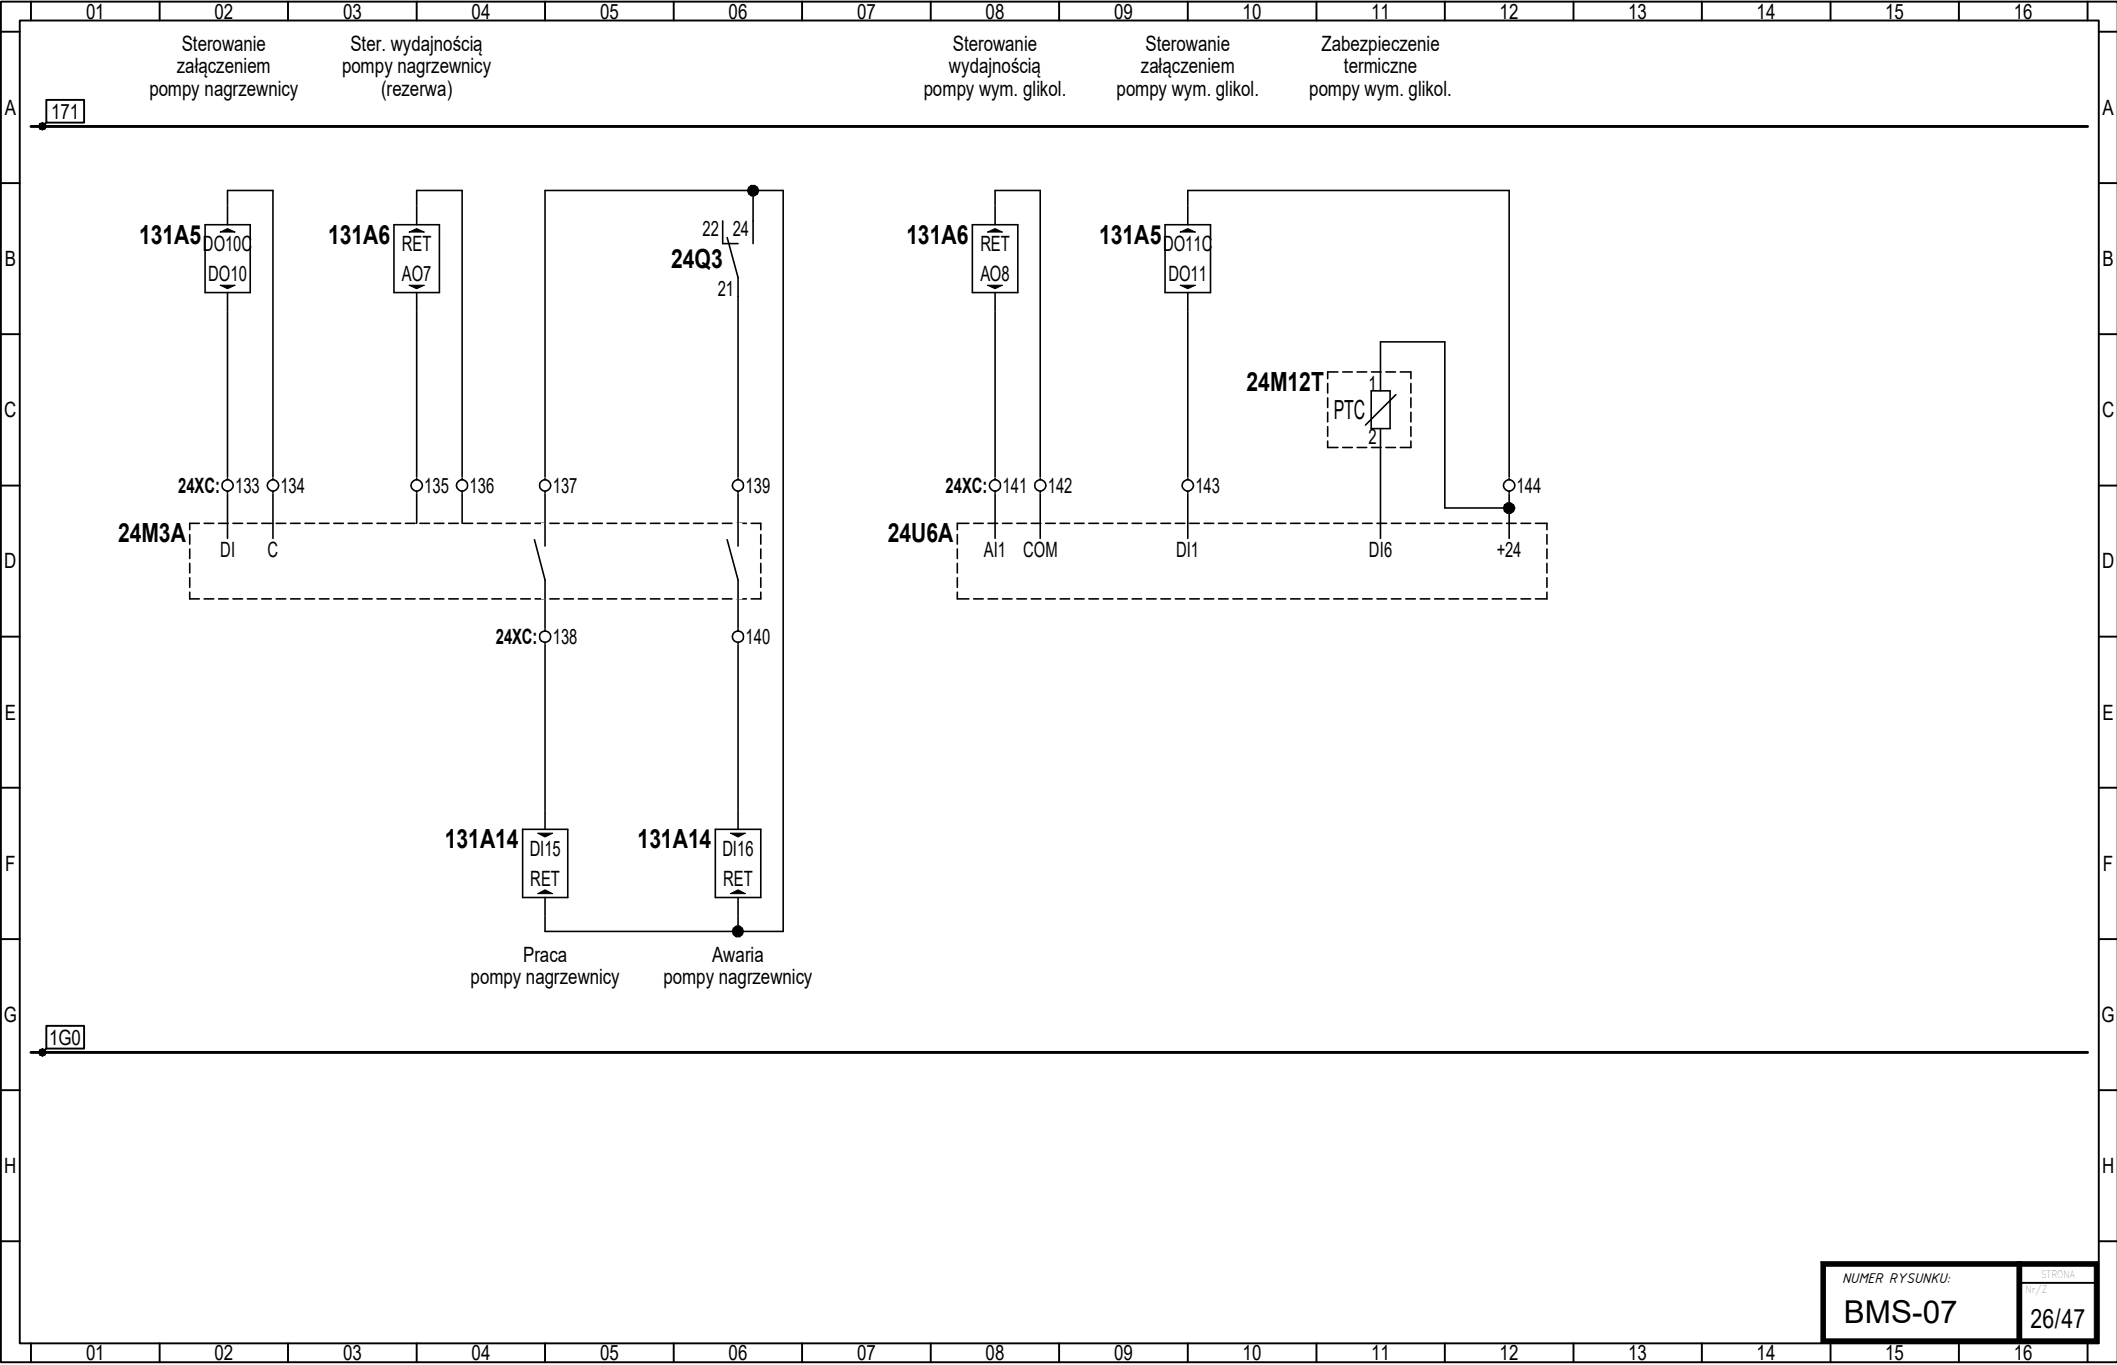 01 02 03 04 05 06 07 08 09 10 11 12 13 14 15 16
Sterowanie
załączeniem
pompy nagrzewnicy
Ster. wydajnością
pompy nagrzewnicy
(rezerwa)
Sterowanie
wydajnością
pompy wym. glikol.
Sterowanie
załączeniem
pompy wym. glikol.
Zabezpieczenie
termiczne
pompy wym. glikol.
A A
171
131A5
DO10C
DO10
131A6
RET
AO7
22 24
24Q3
21
131A6
RET
AO8
131A5
DO11C
DO11
B B
24M12T
1
PTC
2
C C
24XC: 133 134 135 136 137 139
24XC: 141 142 143 144
24M3A
DI C
24U6A
AI1 COM DI1 DI6 +24
D D
24XC: 138 140
E E
131A14
DI15
RET
131A14
DI16
RET
F F
Praca
pompy nagrzewnicy
Awaria
pompy nagrzewnicy
G G
1G0
H H
NUMER RYSUNKU:
BMS-07
STRONA
Nr/Z
26/47
01 02 03 04 05 06 07 08 09 10 11 12 13 14 15 16